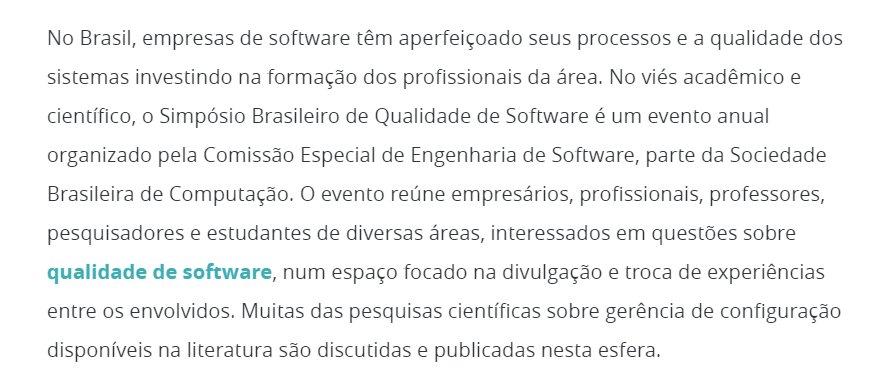 No Brasil, empresas de software têm aperfeiçoado seus processos e a qualidade dos
sistemas investindo na formação dos profissionais da área. No viés acadêmico e
científico, o Simpósio Brasileiro de Qualidade de Software é um evento anual
organizado pela Comissão Especial de Engenharia de Software, parte da Sociedade
Brasileira de Computação. O evento reúne empresários, profissionais, professores,
pesquisadores e estudantes de diversas áreas, interessados em questões sobre
qualidade de software, num espaço focado na divulgação e troca de experiências
entre os envolvidos. Muitas das pesquisas científicas sobre gerência de configuração
disponíveis na literatura são discutidas e publicadas nesta esfera.